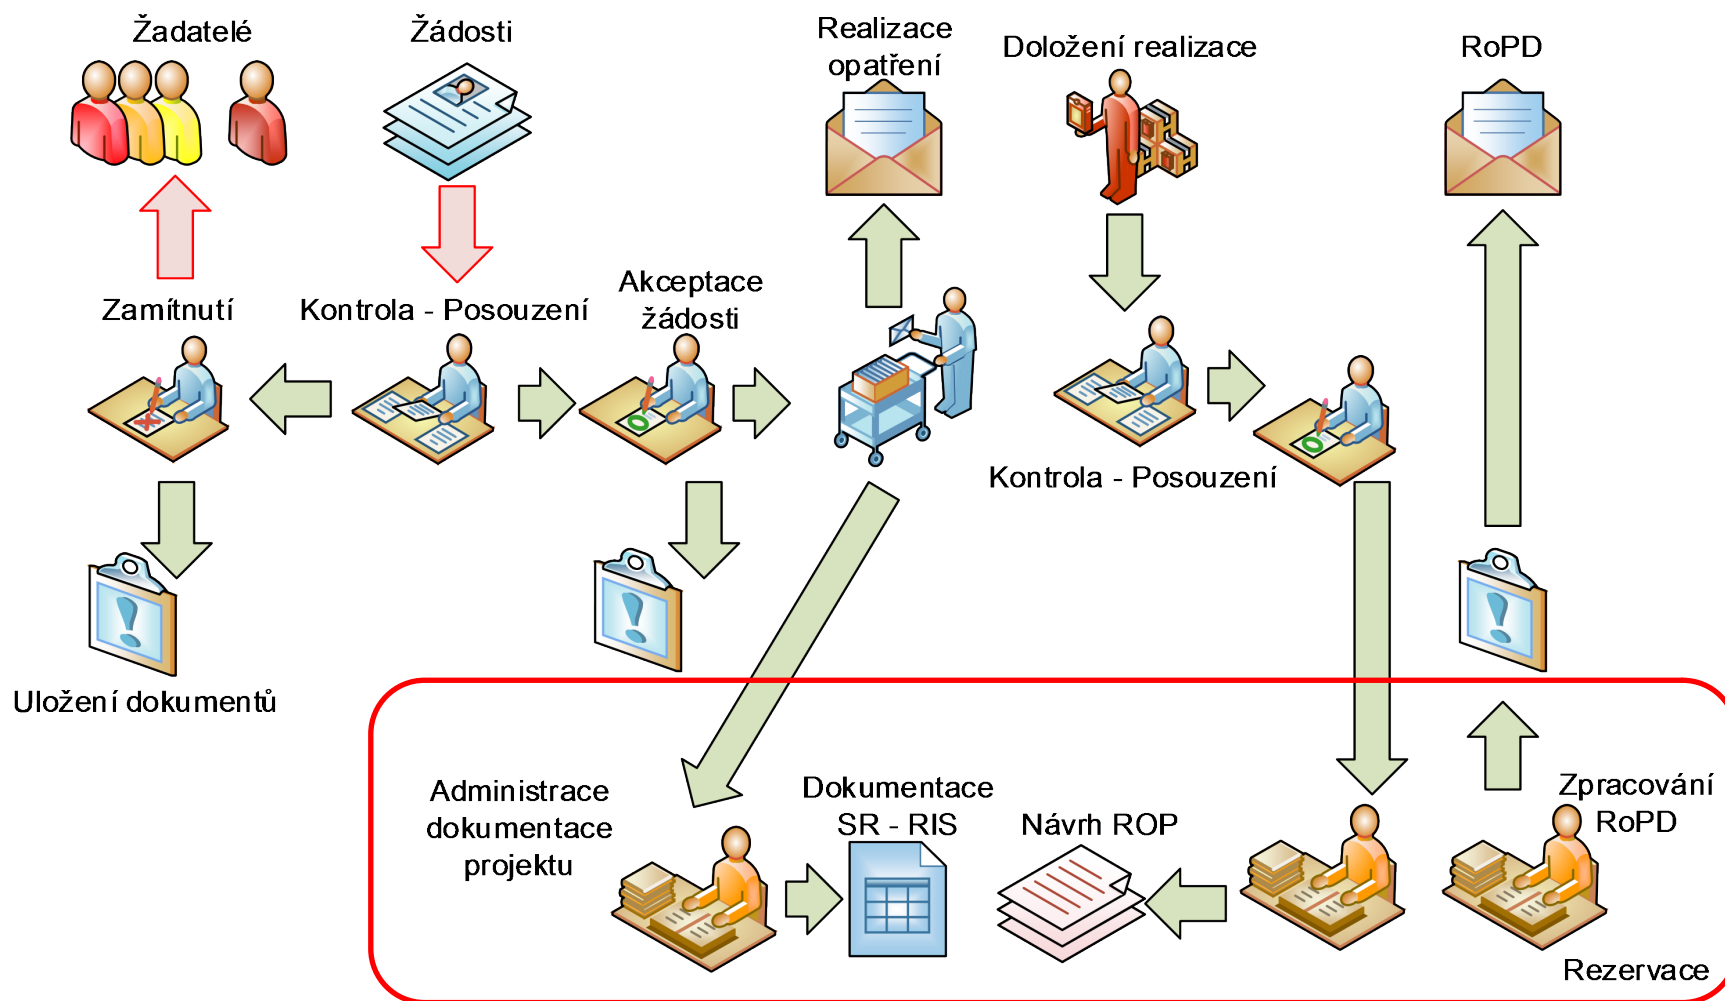 Žadatelé
Žádosti
Realizace
opatření
Doložení realizace
RoPD
Zamítnutí
Kontrola - Posouzení
Akceptace
žádosti
Kontrola - Posouzení
Uložení dokumentů
Administrace
dokumentace
projektu
Dokumentace
SR - RIS
Návrh ROP
Zpracování
RoPD
Rezervace